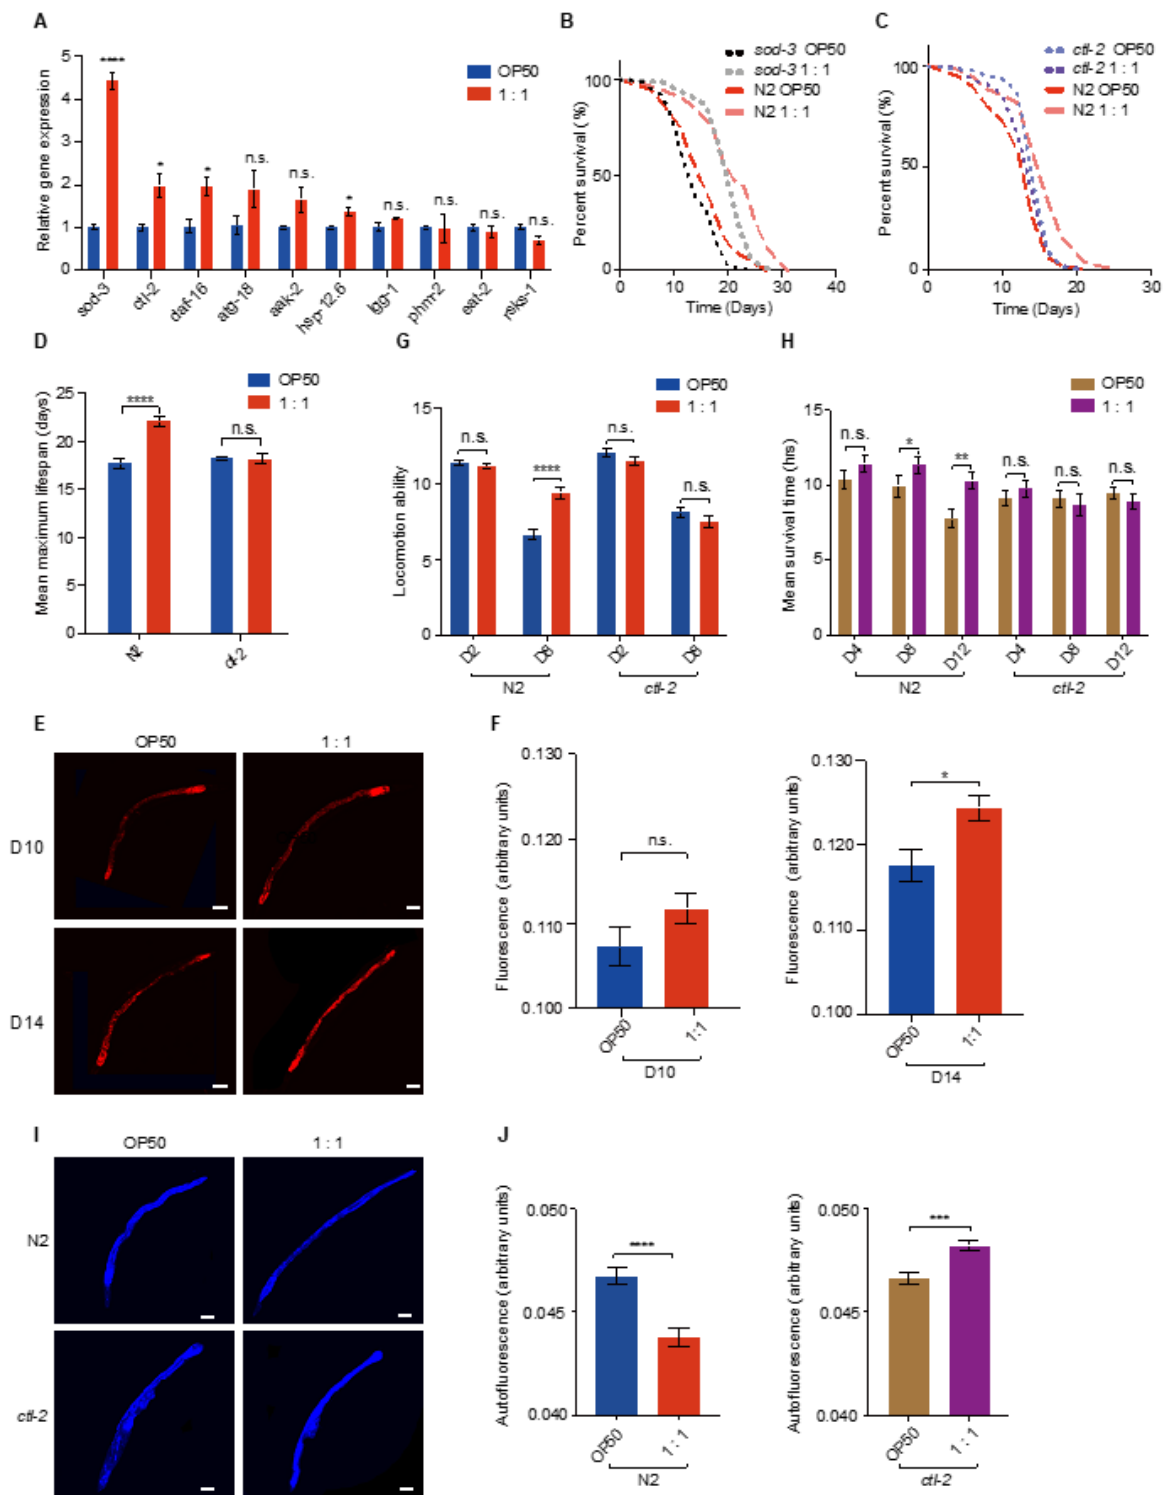 A
5
4
3
2
1
0
Relative gene expression
****
*
*
n.s.
n.s.
*
n.s.
n.s.
n.s.
n.s.
OP50
1 : 1
sod-3
ctl-2
daf-16
atg-18
aak-2
hsp-12.6
lgg-1
phm-2
eat-2
rsks-1
B
sod-3 OP50
sod-3 1 : 1
N2 OP50
N2 1 : 1
Percent survival (%)
100
50
0
0 10 20 30 40
Time (Days)
C
ctl-2 OP50
ctl-2 1 : 1
N2 OP50
N2 1 : 1
Percent survival (%)
100
50
0
0 10 20 30
Time (Days)
D
OP50
1 : 1
Mean maximum lifespan (days)
25
20
15
10
5
0
****
n.s.
N2
ctl-2
G
OP50
1 : 1
Locomotion ability
15
10
5
0
n.s.
****
n.s.
n.s.
D2 D8 D2 D8
N2 ctl-2
H
OP50
1 : 1
Mean survival time (hrs)
15
10
5
0
n.s.
*
**
n.s.
n.s.
n.s.
D4 D8 D12 D4 D8 D12
N2 ctl-2
E
OP50 1 : 1
D10
D14
F
Fluorescence (arbitrary units)
0.130
0.120
0.110
0.100
n.s.
OP50 1:1
D10
Fluorescence (arbitrary units)
0.130
0.120
0.110
0.100
*
OP50 1:1
D14
I
OP50 1 : 1
N2
ctl-2
J
Autofluorescence (arbitrary units)
0.050
0.045
0.040
****
OP50 1 : 1
N2
Autofluorescence (arbitrary units)
0.050
0.045
0.040
***
OP50 1 : 1
ctl-2